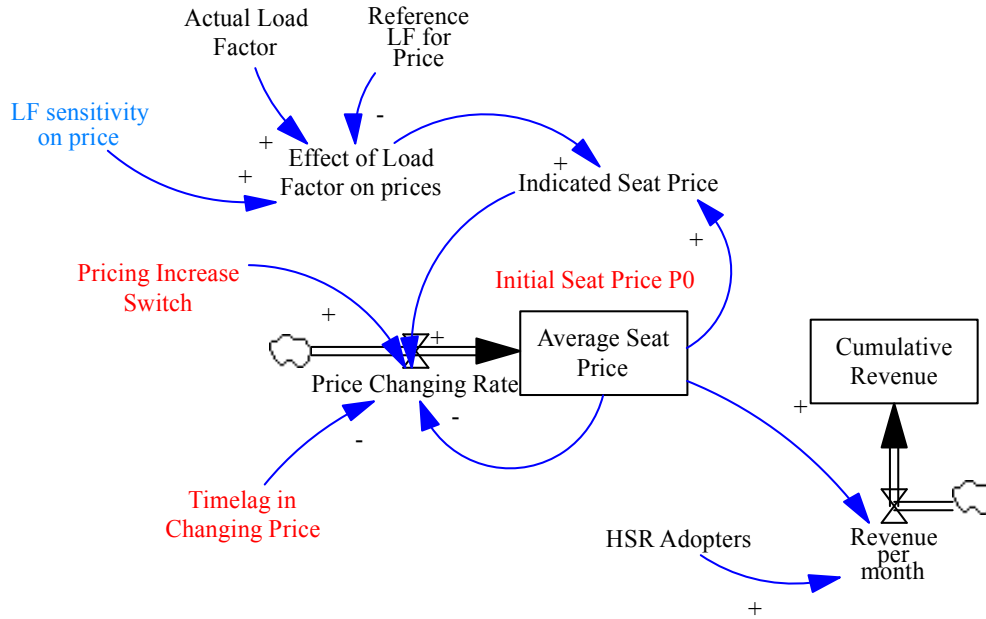 Actual Load
Factor
Reference
LF for
Price
LF sensitivity
on price
+
-
+
Effect of Load
Factor on prices
+
Indicated Seat Price
+
Pricing Increase
Switch
Initial Seat Price P0
+
+
Average Seat
Price
Cumulative
Revenue
Price Changing Rate
-
-
+
Timelag in
Changing Price
HSR Adopters
Revenue
per
month
+